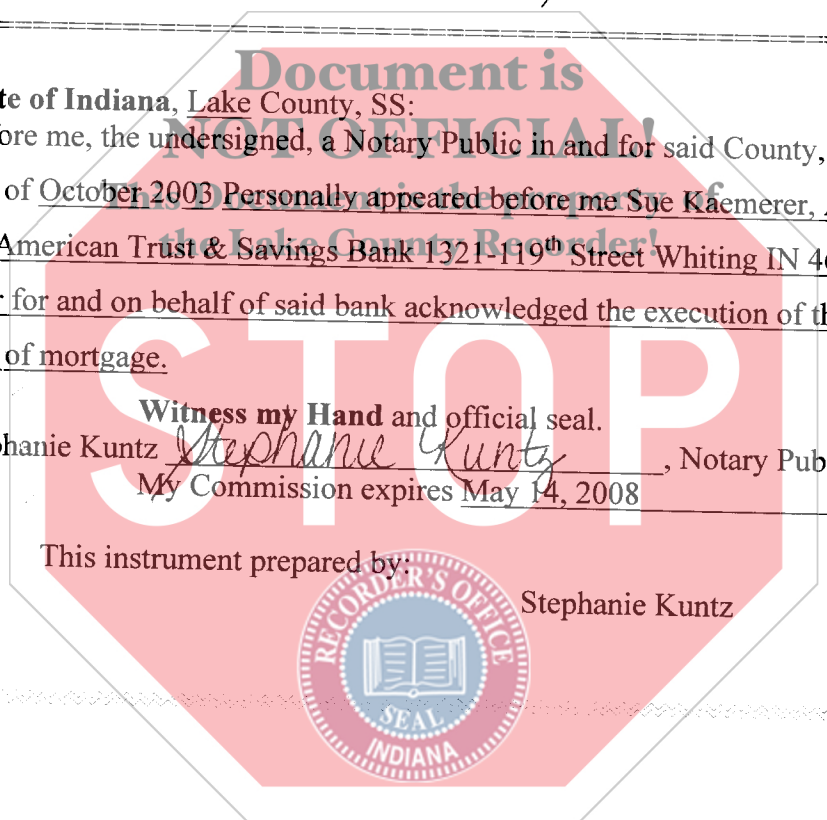 Document is
te of Indiana, Lake County, SS:
NOT OFFICIAL!
ore me, the undersigned, a Notary Public in and for said County,
This Document is the property of
of October 2003 Personally appeared before me Sue Kaemerer,
the Lake County Recorder!
American Trust & Savings Bank 1321-119th Street Whiting IN 4
for and on behalf of said bank acknowledged the execution of th
STOP
of mortgage.
Witness my Hand and official seal.
hanie Kuntz Stephanie Kuntz, Notary Pub
My Commission expires May 14, 2008
This instrument prepared by:
Stephanie Kuntz
RECORDER'S OFFICE
SEAL
INDIANA